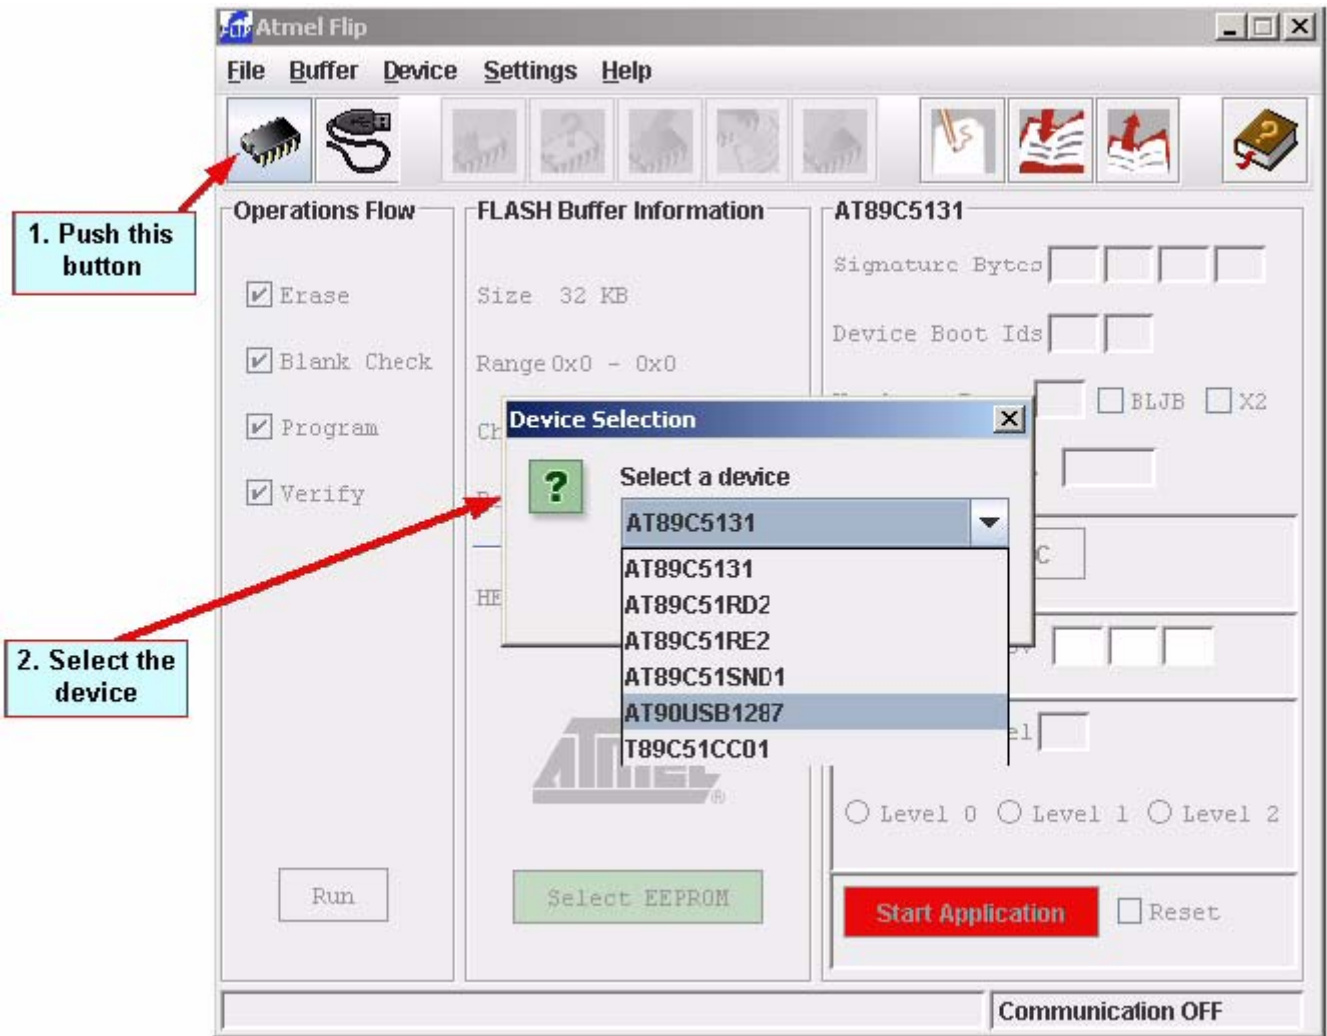 Atmel Flip
File Buffer Device Settings Help
1. Push this
button
Operations Flow
Erase
Blank Check
Program
Verify
Run
FLASH Buffer Information
Size 32 KB
Range 0x0 - 0x0
HE
Select EEPROM
AT89C5131
Signature Bytes
Device Boot Ids
BLJB X2
C
Level 0 Level 1 Level 2
Start Application Reset
Device Selection
?
Select a device
AT89C5131
AT89C5131
AT89C51RD2
AT89C51RE2
AT89C51SND1
AT90USB1287
T89C51CC01
ATMEL
®
2. Select the
device
Communication OFF